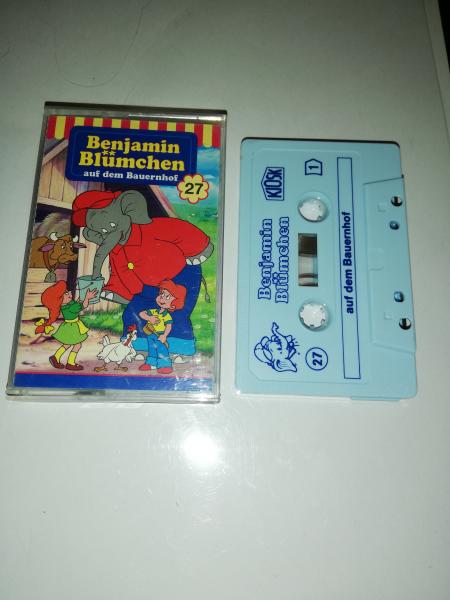 Benjamin
Blümchen
auf dem Bauernhof
27
KIOSK
1
Benjamin
Blümchen
27
auf dem Bauernhof